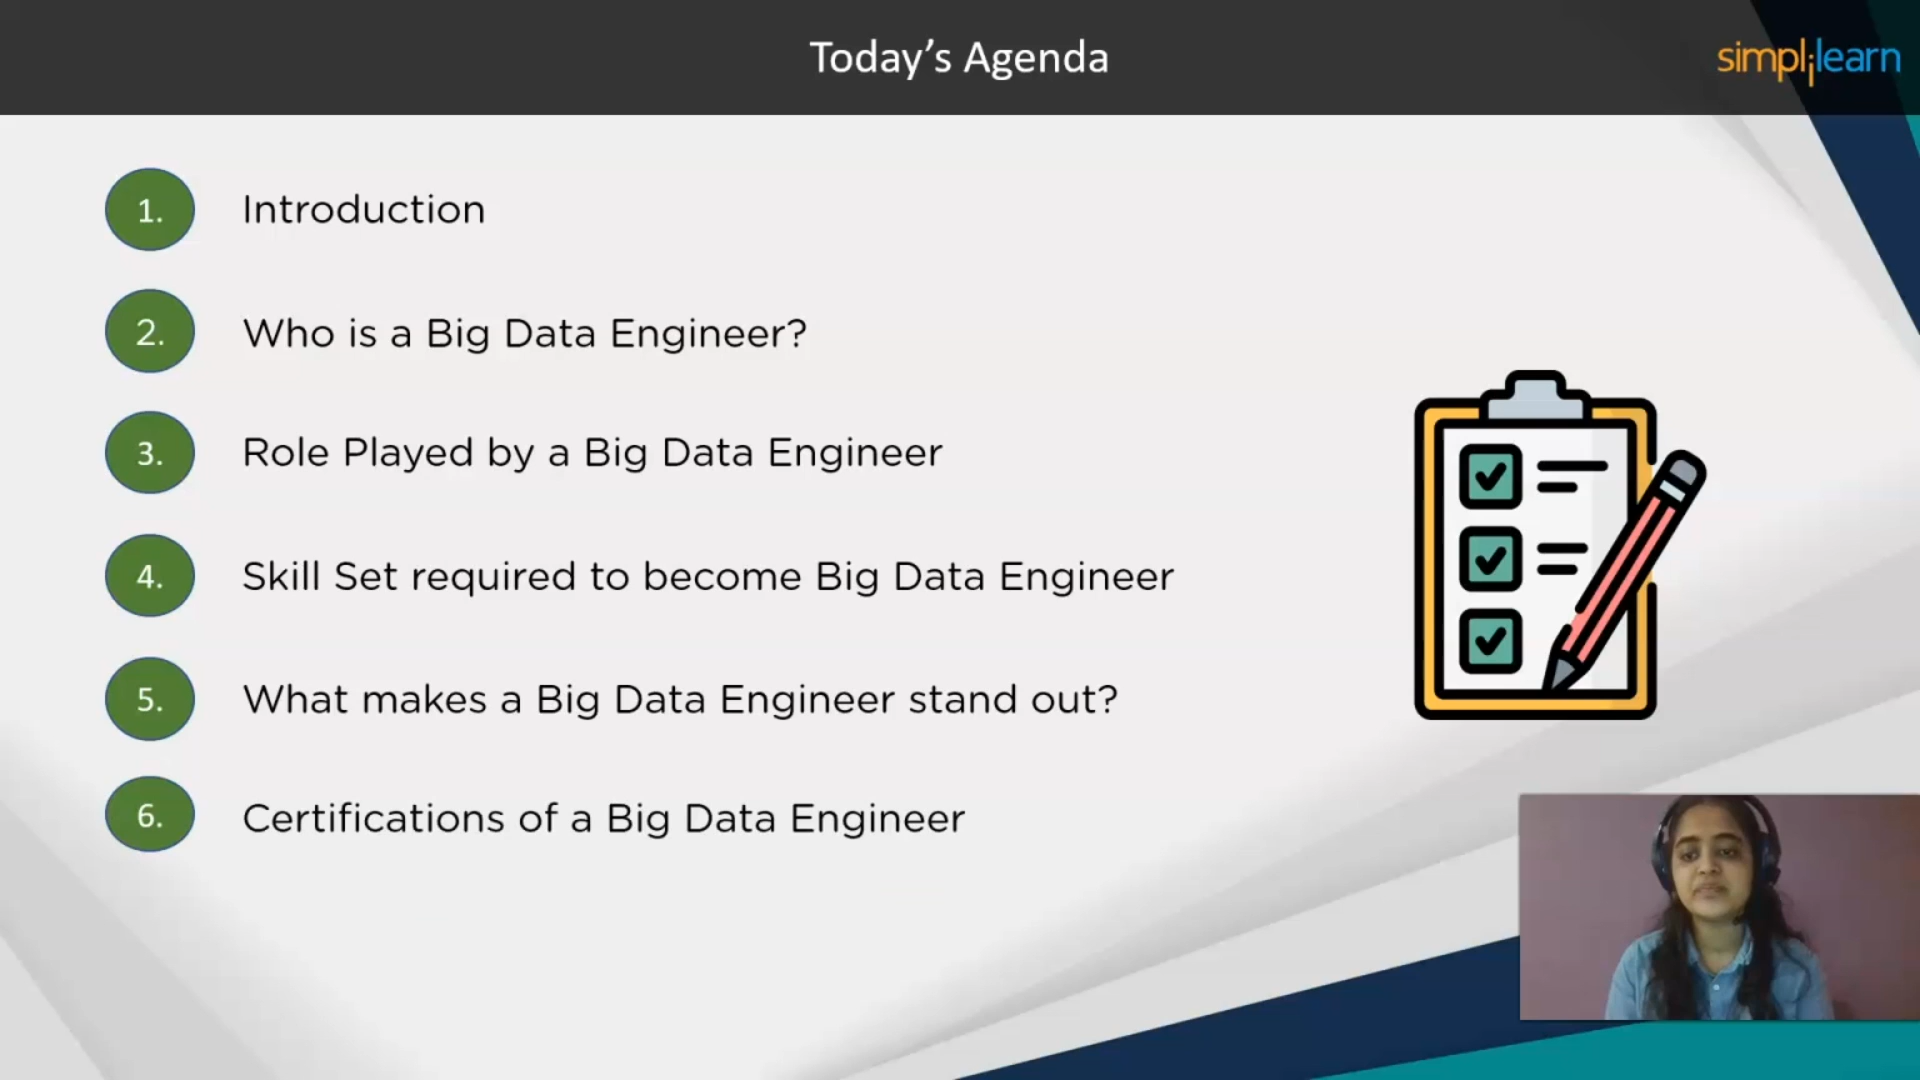 Today's Agenda
simplilearn
1. Introduction
2. Who is a Big Data Engineer?
3. Role Played by a Big Data Engineer
4. Skill Set required to become Big Data Engineer
5. What makes a Big Data Engineer stand out?
6. Certifications of a Big Data Engineer